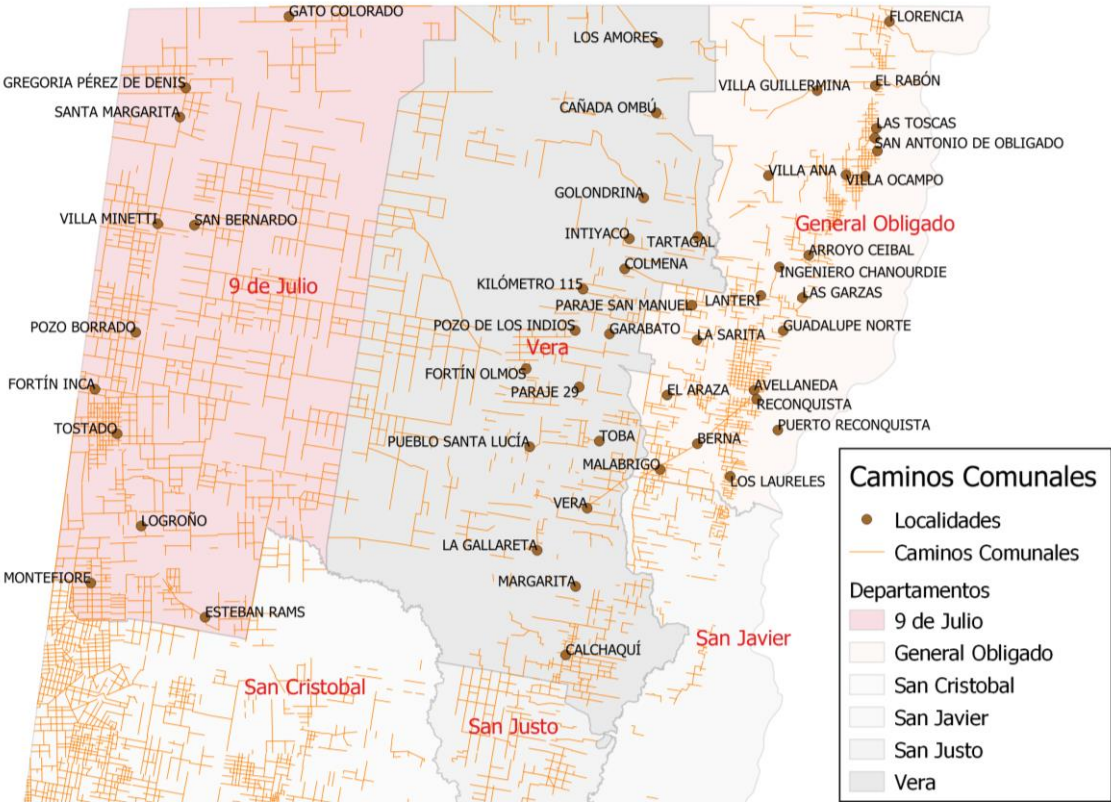 GATO COLORADO
FLORENCIA
LOS AMORES
GREGORIA PÉREZ DE DENIS
VILLA GUILLERMINA
EL RABÓN
SANTA MARGARITA
CAÑADA OMBÚ
LAS TOSCAS
SAN ANTONIO DE OBLIGADO
VILLA ANA
VILLA OCAMPO
GOLONDRINA
VILLA MINETTI
SAN BERNARDO
General Obligado
INTIYACO
TARTAGAL
ARROYO CEIBAL
COLMENA
INGENIERO CHANOURDIE
9 de Julio
KILÓMETRO 115
PARAJE SAN MANUEL
LANTERI
LAS GARZAS
POZO BORRADO
POZO DE LOS INDIOS
GARABATO
LA SARITA
GUADALUPE NORTE
Vera
FORTÍN OLMOS
FORTÍN INCA
PARAJE 29
EL ARAZA
AVELLANEDA
RECONQUISTA
TOSTADO
PUEBLO SANTA LUCÍA
TOBA
BERNA
PUERTO RECONQUISTA
MALABRIGO
LOS LAURELES
VERA
LOGROÑO
LA GALLARETA
MONTEFIORE
MARGARITA
ESTEBAN RAMS
San Javier
CALCHAQUÍ
San Cristobal
San Justo
Caminos Comunales
Localidades
Caminos Comunales
Departamentos
9 de Julio
General Obligado
San Cristobal
San Javier
San Justo
Vera